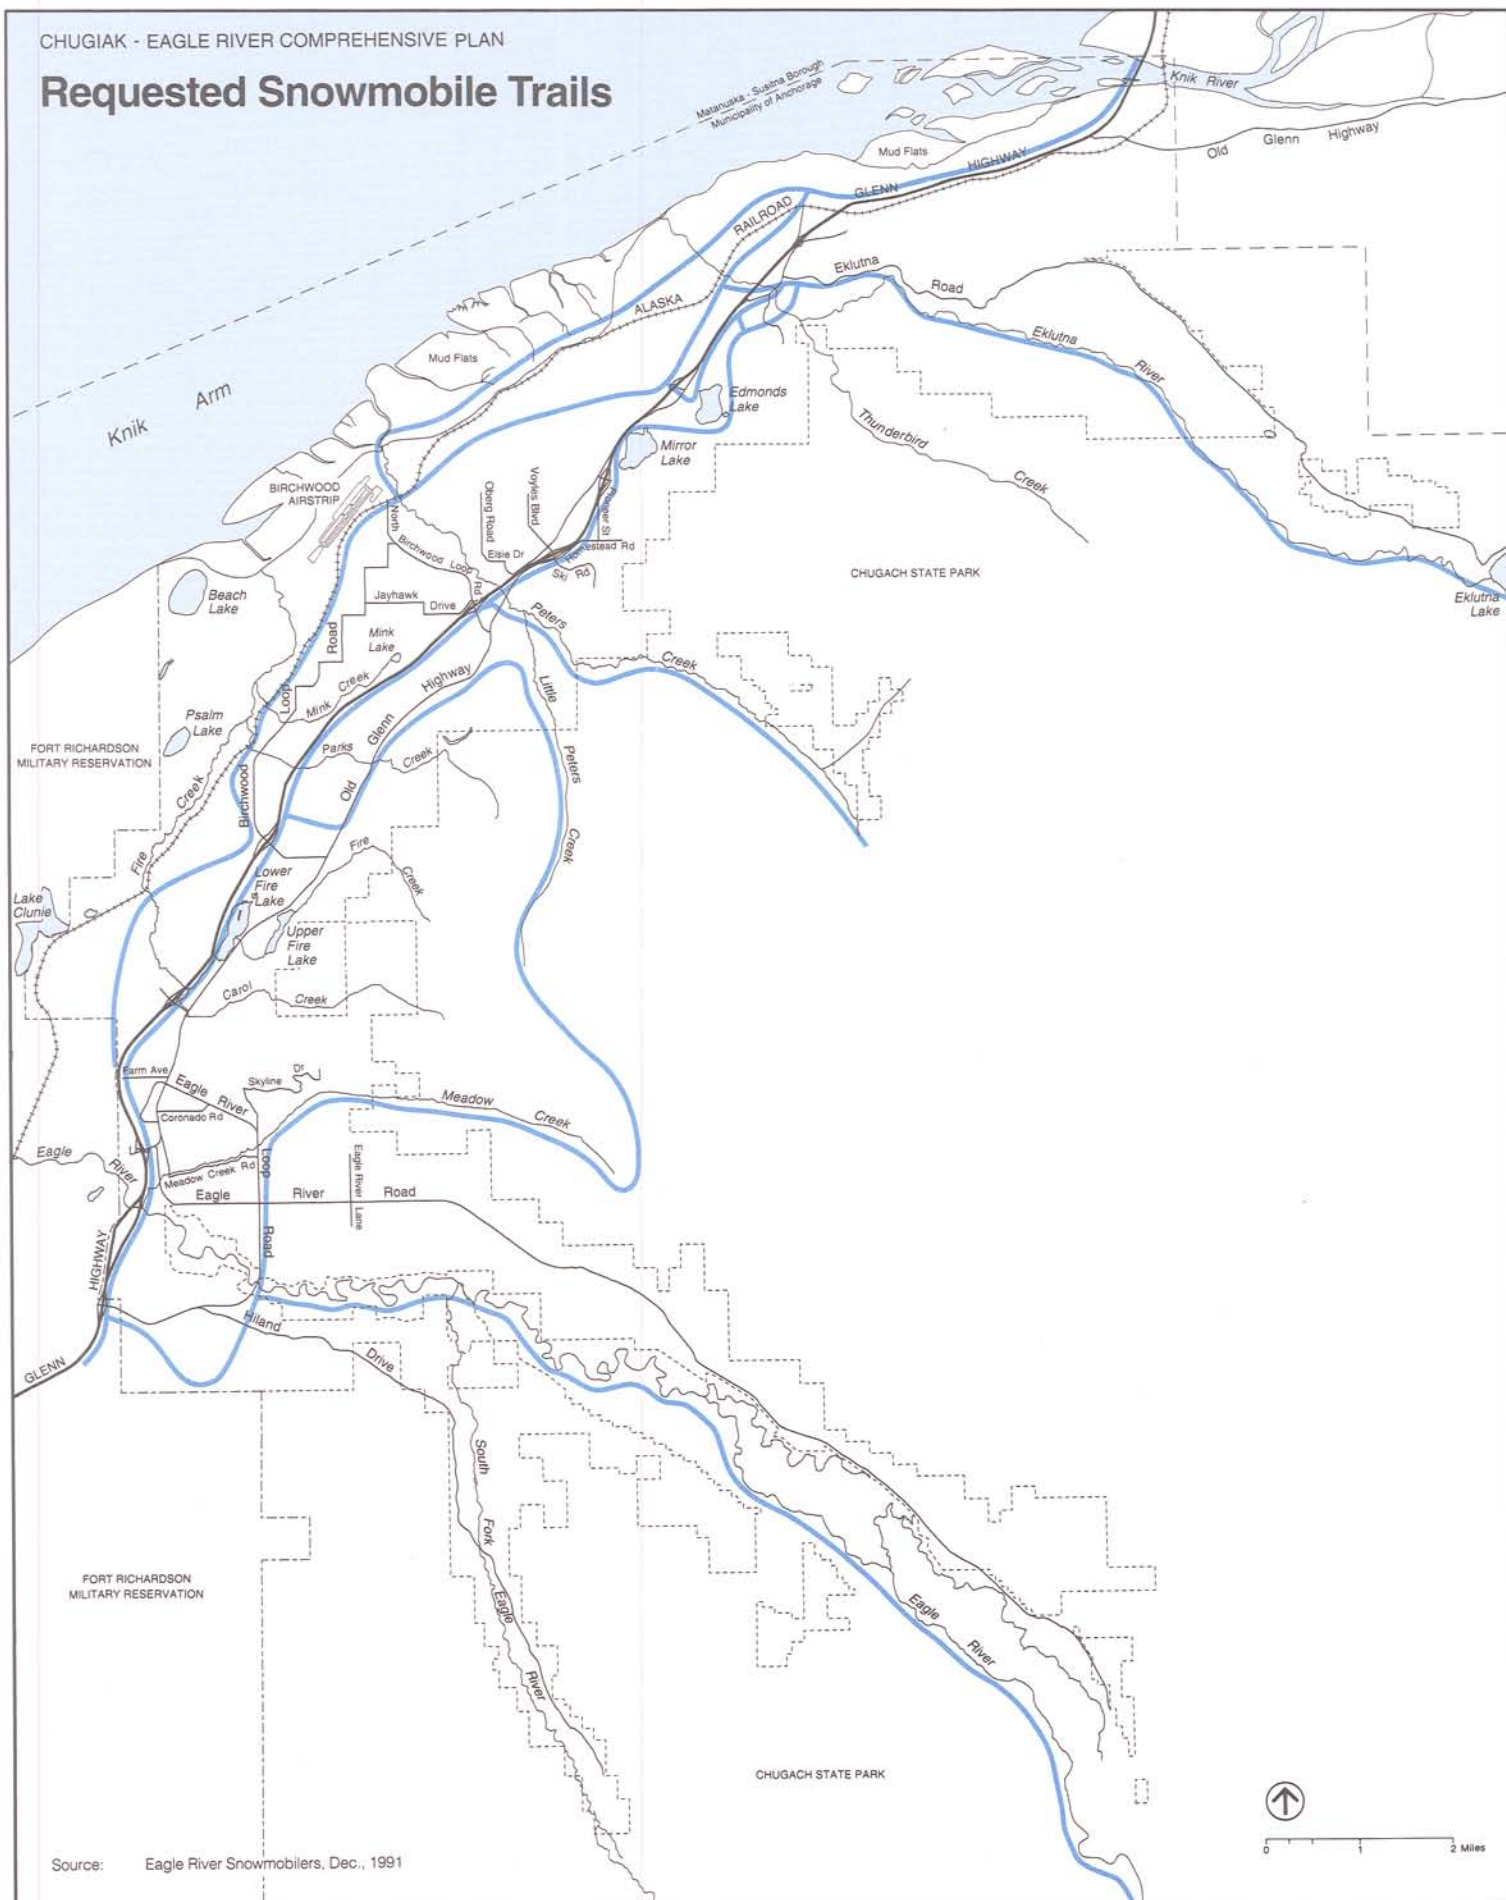 CHUGIAK - EAGLE RIVER COMPREHENSIVE PLAN
Requested Snowmobile Trails
Matanuska - Susitna Borough
Municipality of Anchorage
Knik River
Old Glenn Highway
Mud Flats
GLENN HIGHWAY
RAILROAD
ALASKA
Eklutna Road
Eklutna River
Mud Flats
Knik Arm
Edmonds
Lake
Thunderbird Creek
Mirror
Lake
BIRCHWOOD
AIRSTRIP
North
Birchwood Loop
Rd
Oberg Road
Voyles Blvd
Pioneer St
Elsie Dr
Homestead Rd
Ski Rd
CHUGACH STATE PARK
Eklutna
Lake
Beach
Lake
Jayhawk
Drive
Peters
Creek
Mink
Lake
Road
Loop
Birchwood
Mink Creek
Old Glenn Highway
Little Peters Creek
Psalm
Lake
FORT RICHARDSON
MILITARY RESERVATION
Parks Creek
Fire Creek
Fire Creek
Lower
Fire
Lake
Lake
Clunie
Upper
Fire
Lake
Carol Creek
Farm Ave
Eagle River
Loop
Road
Skyline Dr
Coronado Rd
Meadow Creek
Eagle River
Meadow Creek Rd
Eagle River Lane
Eagle River Road
HIGHWAY
GLENN
Hiland
Drive
South Fork Eagle River
FORT RICHARDSON
MILITARY RESERVATION
Eagle River
CHUGACH STATE PARK
0 1 2 Miles
Source: Eagle River Snowmobilers, Dec., 1991